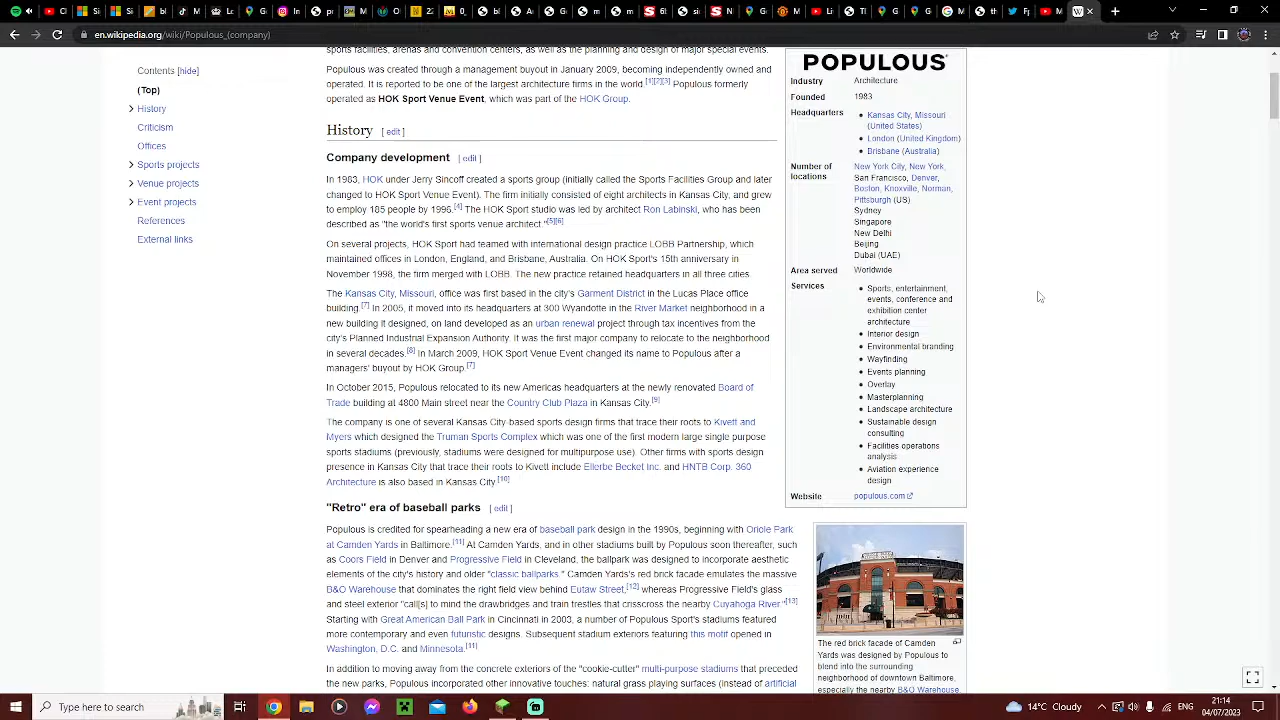 en.wikipedia.org/wiki/Populous_(company)
Contents [hide]
(Top)
History
Criticism
Offices
Sports projects
Venue projects
Event projects
References
External links
sports facilities, arenas and convention centers, as well as the planning and design of major special events.
Populous was created through a management buyout in January 2009, becoming independently owned and
operated. It is reported to be one of the largest architecture firms in the world.[1][2][3] Populous formerly
operated as HOK Sport Venue Event, which was part of the HOK Group.
History [ edit ]
Company development [ edit ]
In 1983, HOK under Jerry Sincoff created a sports group (initially called the Sports Facilities Group and later
changed to HOK Sport Venue Event). The firm initially consisted of eight architects in Kansas City, and grew
to employ 185 people by 1996.[4] The HOK Sport studio was led by architect Ron Labinski, who has been
described as "the world's first sports venue architect."[5][6]
On several projects, HOK Sport had teamed with international design practice LOBB Partnership, which
maintained offices in London, England, and Brisbane, Australia. On HOK Sport's 15th anniversary in
November 1998, the firm merged with LOBB. The new practice retained headquarters in all three cities.
The Kansas City, Missouri, office was first based in the city's Garment District in the Lucas Place office
building.[7] In 2005, it moved into its headquarters at 300 Wyandotte in the River Market neighborhood in a
new building it designed, on land developed as an urban renewal project through tax incentives from the
city's Planned Industrial Expansion Authority. It was the first major company to relocate to the neighborhood
in several decades.[8] In March 2009, HOK Sport Venue Event changed its name to Populous after a
managers' buyout by HOK Group.[7]
In October 2015, Populous relocated to its new Americas headquarters at the newly renovated Board of
Trade building at 4800 Main street near the Country Club Plaza in Kansas City.[9]
The company is one of several Kansas City-based sports design firms that trace their roots to Kivett and
Myers which designed the Truman Sports Complex which was one of the first modern large single purpose
sports stadiums (previously, stadiums were designed for multipurpose use). Other firms with sports design
presence in Kansas City that trace their roots to Kivett include Ellerbe Becket Inc. and HNTB Corp. 360
Architecture is also based in Kansas City.[10]
"Retro" era of baseball parks [ edit ]
Populous is credited for spearheading a new era of baseball park design in the 1990s, beginning with Oriole Park
at Camden Yards in Baltimore.[11] At Camden Yards, and in other stadiums built by Populous soon thereafter, such
as Coors Field in Denver and Progressive Field in Cleveland, the ballpark was designed to incorporate aesthetic
elements of the city's history and older "classic ballparks." Camden Yards's red brick facade emulates the massive
B&O Warehouse that dominates the right field view behind Eutaw Street,[12] whereas Progressive Field's glass
and steel exterior "call[s] to mind the drawbridges and train trestles that crisscross the nearby Cuyahoga River."[13]
Starting with Great American Ball Park in Cincinnati in 2003, a number of Populous Sport's stadiums featured
more contemporary and even futuristic designs. Subsequent stadium exteriors featuring this motif opened in
Washington, D.C. and Minnesota.[11]
In addition to moving away from the concrete exteriors of the "cookie-cutter" multi-purpose stadiums that preceded
the new parks, Populous incorporated other innovative touches: natural grass playing surfaces (instead of artificial
POPULOUS
Industry Architecture
Founded 1983
Headquarters
Kansas City, Missouri
(United States)
London (United Kingdom)
Brisbane (Australia)
Number of
locations
New York City, New York,
San Francisco, Denver,
Boston, Knoxville, Norman,
Pittsburgh (US)
Sydney
Singapore
New Delhi
Beijing
Dubai (UAE)
Area served Worldwide
Services
Sports, entertainment,
events, conference and
exhibition center
architecture
Interior design
Environmental branding
Wayfinding
Events planning
Overlay
Masterplanning
Landscape architecture
Sustainable design
consulting
Facilities operations
analysis
Aviation experience
design
Website populous.com
The red brick facade of Camden
Yards was designed by Populous to
blend into the surrounding
neighborhood of downtown Baltimore,
especially the nearby B&O Warehouse.
Type here to search
14°C Cloudy
21:14
04/07/2023